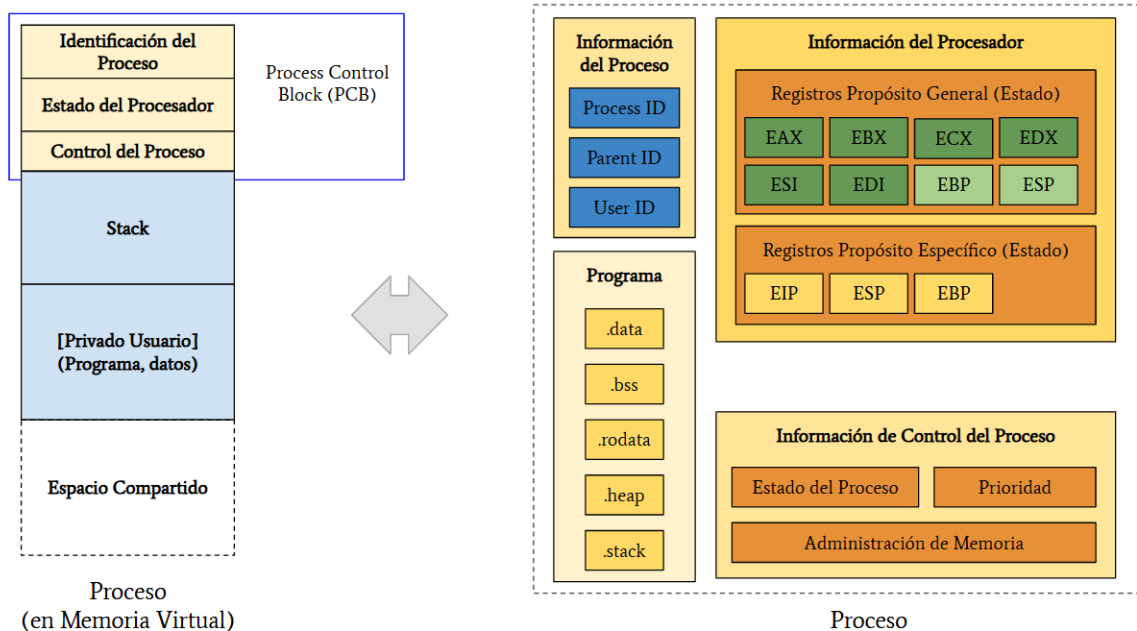 Identificación del
Proceso
Estado del Procesador
Control del Proceso
Process Control
Block (PCB)
Stack
[Privado Usuario]
(Programa, datos)
Espacio Compartido
Proceso
(en Memoria Virtual)
Información
del Proceso
Process ID
Parent ID
User ID
Programa
.data
.bss
.rodata
.heap
.stack
Información del Procesador
Registros Propósito General (Estado)
EAX EBX ECX EDX
ESI EDI EBP ESP
Registros Propósito Específico (Estado)
EIP ESP EBP
Información de Control del Proceso
Estado del Proceso Prioridad
Administración de Memoria
Proceso